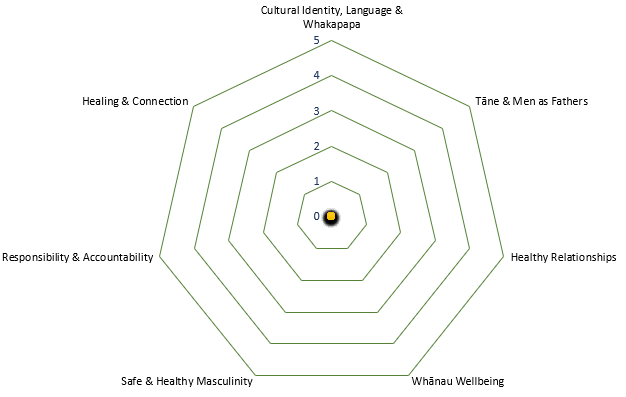 Cultural Identity, Language &
Whakapapa
5
4
Healing & Connection
Tāne & Men as Fathers
3
2
1
0
Responsibility & Accountability
Healthy Relationships
Safe & Healthy Masculinity
Whānau Wellbeing